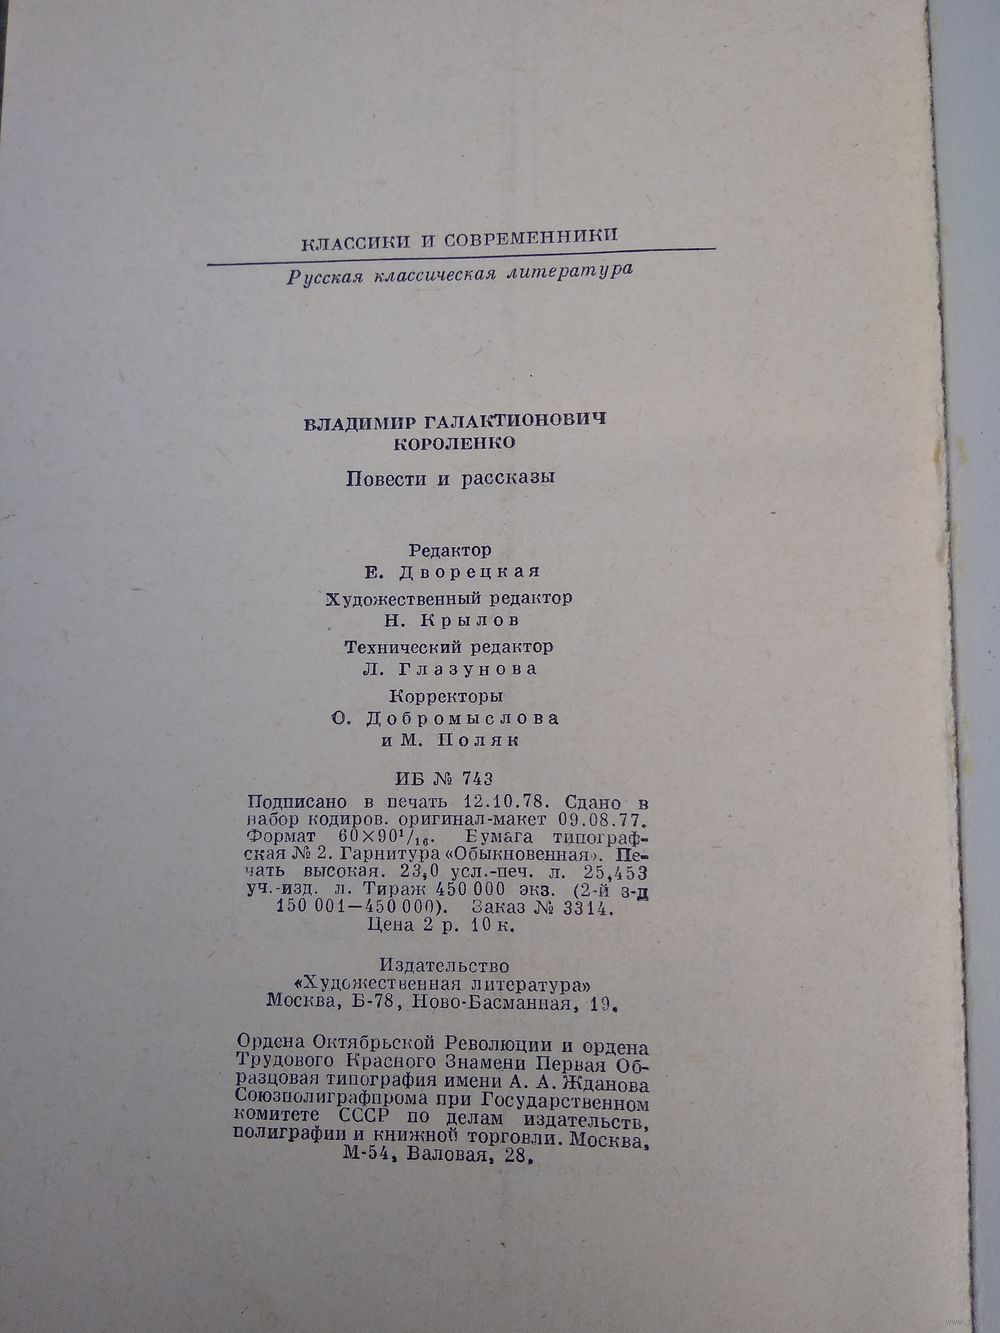 КЛАССИКИ И СОВРЕМЕННИКИ
Русская классическая литература
ВЛАДИМИР ГАЛАКТИОНОВИЧ
КОРОЛЕНКО
Повести и рассказы
Редактор
Е. Дворецкая
Художественный редактор
Н. Крылов
Технический редактор
Л. Глазунова
Корректоры
О. Добромыслова
и М. Поляк
ИБ № 743
Подписано в печать 12.10.78. Сдано в
набор кодиров. оригинал-макет 09.08.77.
Формат 60×90¹/₁₆. Бумага типограф-
ская № 2. Гарнитура «Обыкновенная». Пе-
чать высокая. 23,0 усл.-печ. л. 25,453
уч.-изд. л. Тираж 450 000 экз. (2-й з-д
150 001—450 000). Заказ № 3314.
Цена 2 р. 10 к.
Издательство
«Художественная литература»
Москва, Б-78, Ново-Басманная, 19.
Ордена Октябрьской Революции и ордена
Трудового Красного Знамени Первая Об-
разцовая типография имени А. А. Жданова
Союзполиграфпрома при Государственном
комитете СССР по делам издательств,
полиграфии и книжной торговли. Москва,
М-54, Валовая, 28.